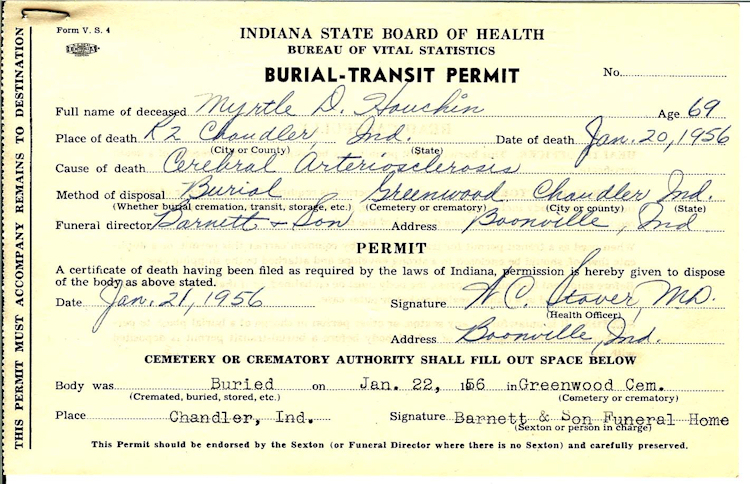 Form V. S. 4
INDIANA STATE BOARD OF HEALTH
BUREAU OF VITAL STATISTICS
BURIAL-TRANSIT PERMIT
No.
Full name of deceased Myrtle D. Houchin Age 69
Place of death R2 Chandler, Ind. Date of death Jan. 20, 1956
(City or County) (State)
Cause of death Cerebral Arteriosclerosis
Method of disposal Burial Greenwood Chandler Ind.
(Whether burial cremation, transit, storage, etc.) (Cemetery or crematory) (City or county) (State)
Funeral director Barnett & Son Address Boonville, Ind
PERMIT
A certificate of death having been filed as required by the laws of Indiana, permission is hereby given to dispose
of the body as above stated.
Date Jan. 21, 1956 Signature W C. Stover MD.
(Health Officer)
Address Boonville, Ind.
CEMETERY OR CREMATORY AUTHORITY SHALL FILL OUT SPACE BELOW
Body was Buried on Jan. 22, 1956 in Greenwood Cem.
(Cremated, buried, stored, etc.) (Cemetery or crematory)
Place Chandler, Ind. Signature Barnett & Son Funeral Home
(Sexton or person in charge)
This Permit should be endorsed by the Sexton (or Funeral Director where there is no Sexton) and carefully preserved.
THIS PERMIT MUST ACCOMPANY REMAINS TO DESTINATION